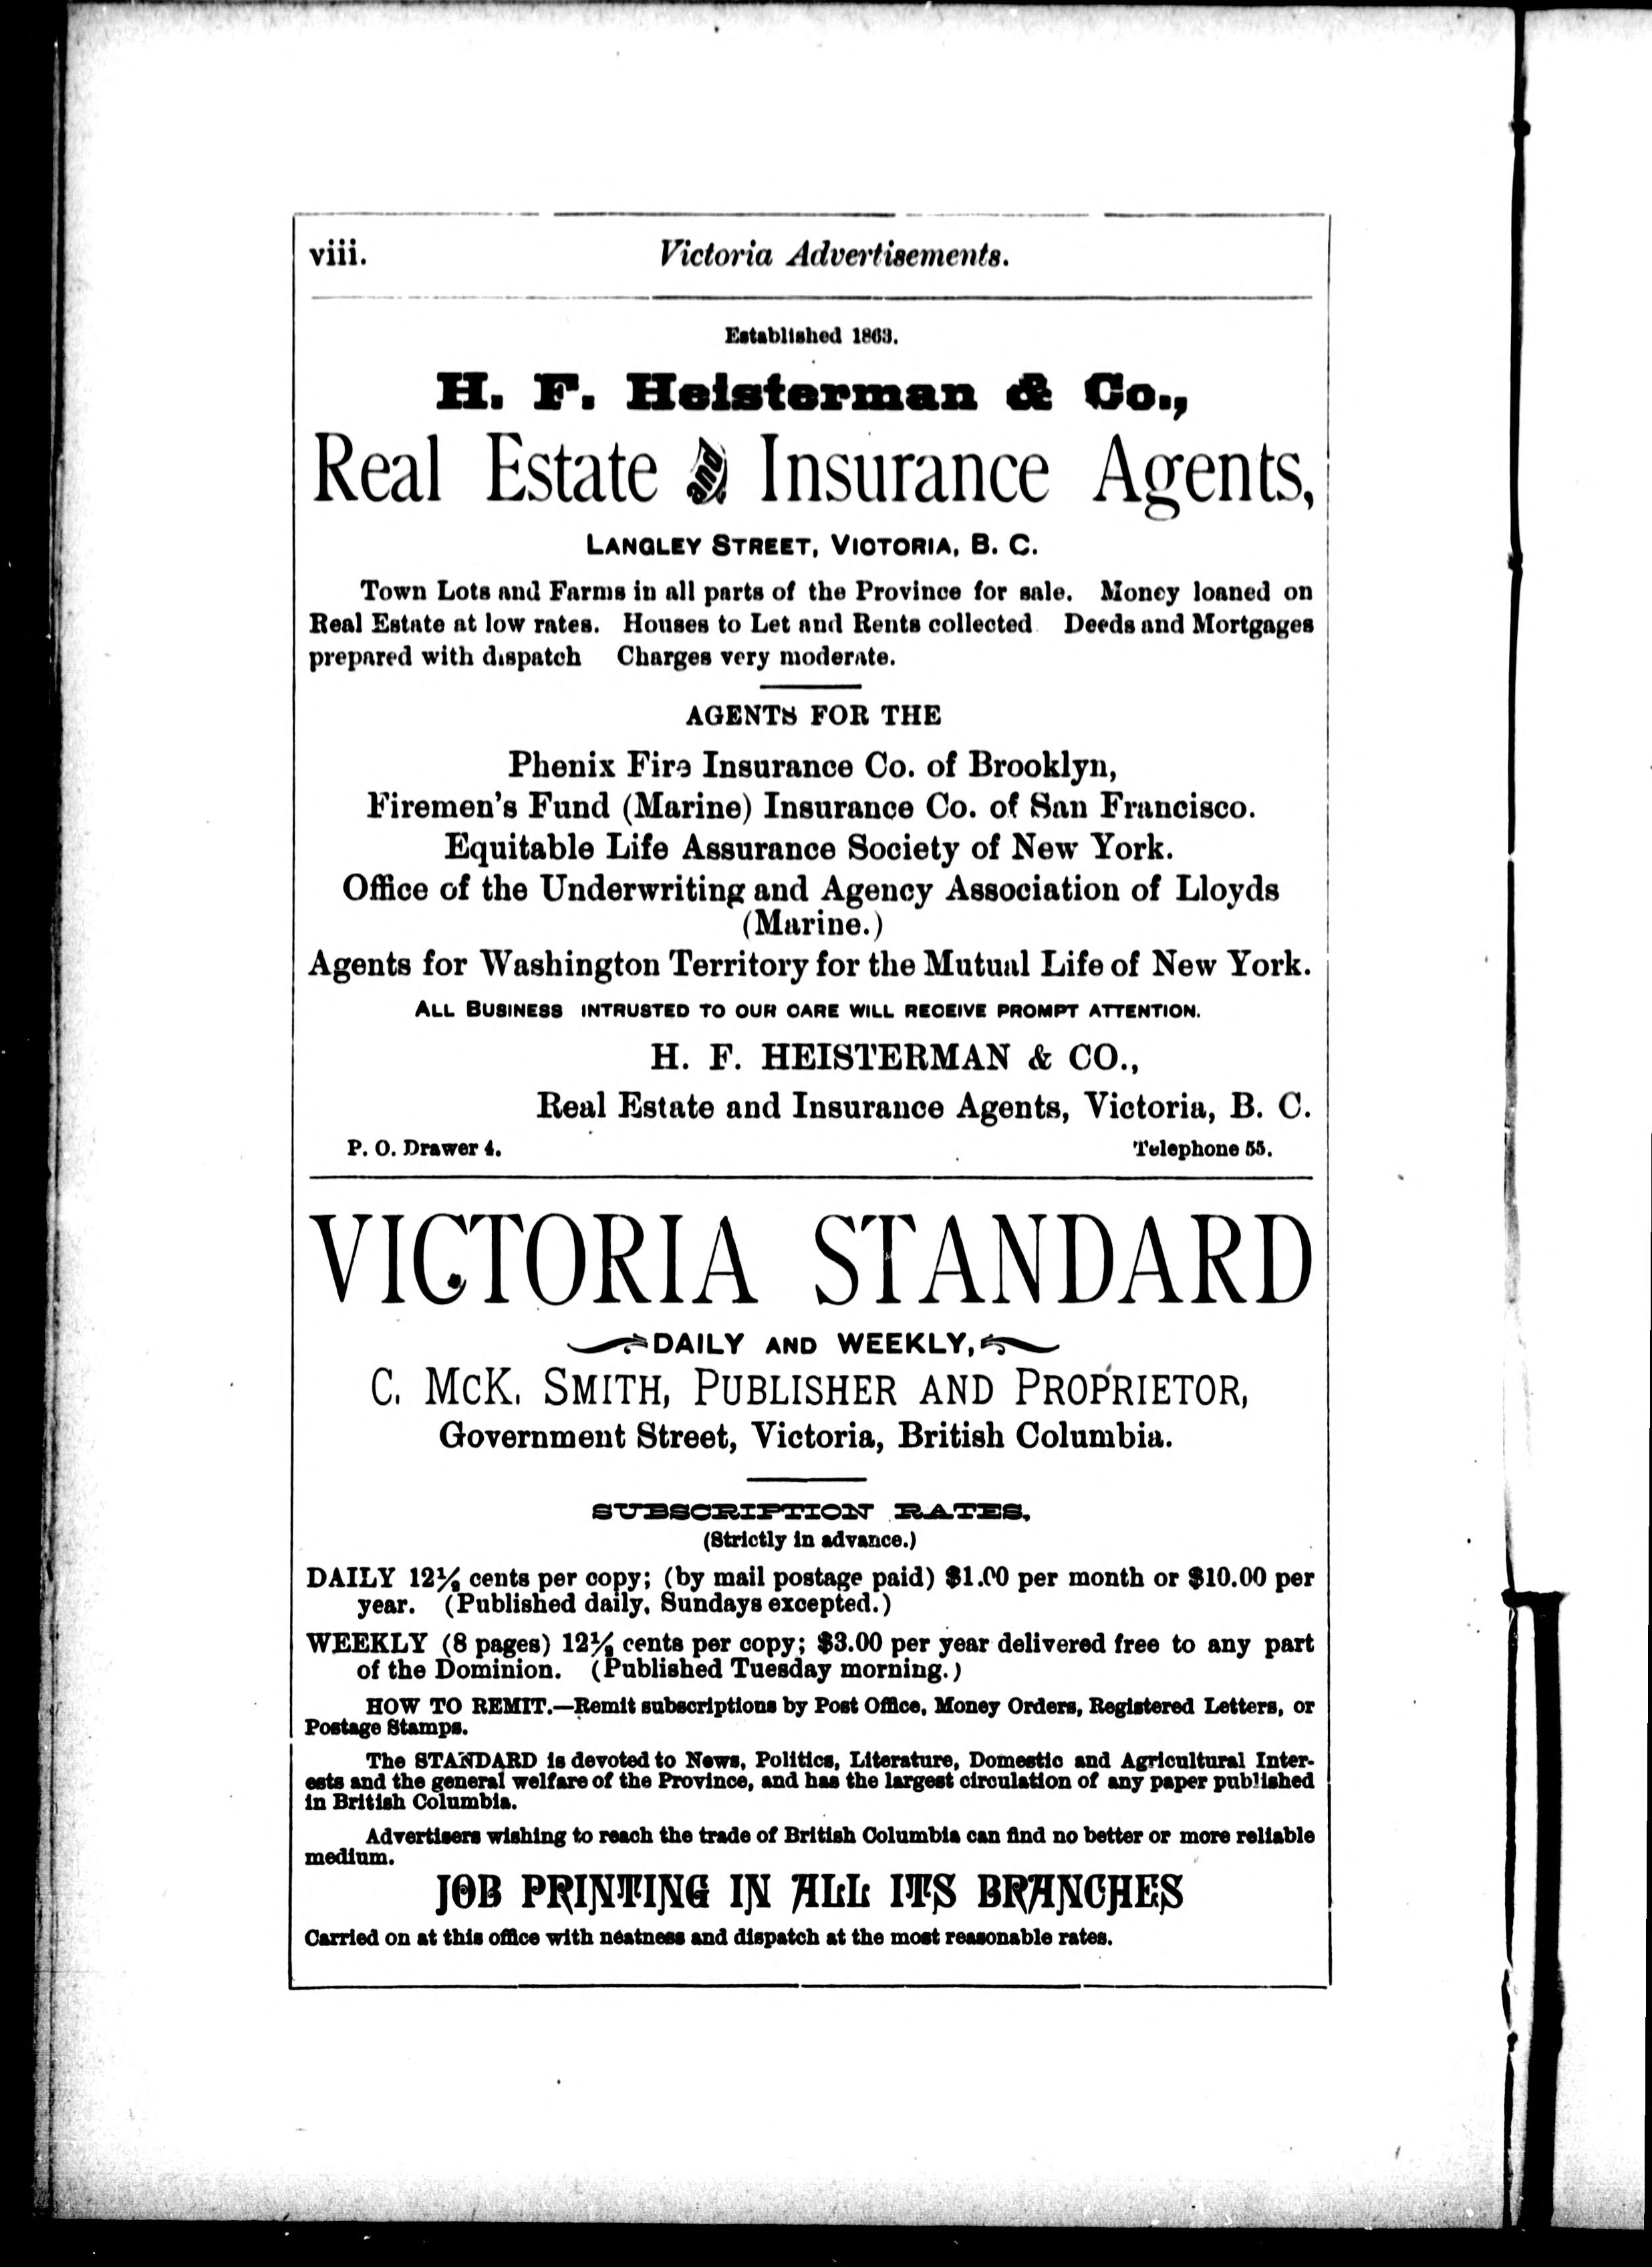 viii.
Victoria Advertisements.
Established 1863.
H. F. Heisterman & Co.,
Real Estate and Insurance Agents,
LANGLEY STREET, VICTORIA, B. C.
Town Lots and Farms in all parts of the Province for sale. Money loaned on
Real Estate at low rates. Houses to Let and Rents collected Deeds and Mortgages
prepared with dispatch Charges very moderate.
AGENTS FOR THE
Phenix Fire Insurance Co. of Brooklyn,
Firemen's Fund (Marine) Insurance Co. of San Francisco.
Equitable Life Assurance Society of New York.
Office of the Underwriting and Agency Association of Lloyds
(Marine.)
Agents for Washington Territory for the Mutual Life of New York.
ALL BUSINESS INTRUSTED TO OUR CARE WILL RECEIVE PROMPT ATTENTION.
H. F. HEISTERMAN & CO.,
Real Estate and Insurance Agents, Victoria, B. C.
P. O. Drawer 4. Telephone 55.
VICTORIA STANDARD
DAILY AND WEEKLY,
C. McK. SMITH, PUBLISHER AND PROPRIETOR,
Government Street, Victoria, British Columbia.
SUBSCRIPTION RATES.
(Strictly in advance.)
DAILY 12½ cents per copy; (by mail postage paid) $1.00 per month or $10.00 per
year. (Published daily, Sundays excepted.)
WEEKLY (8 pages) 12½ cents per copy; $3.00 per year delivered free to any part
of the Dominion. (Published Tuesday morning.)
HOW TO REMIT.—Remit subscriptions by Post Office, Money Orders, Registered Letters, or
Postage Stamps.
The STANDARD is devoted to News, Politics, Literature, Domestic and Agricultural Inter-
ests and the general welfare of the Province, and has the largest circulation of any paper published
in British Columbia.
Advertisers wishing to reach the trade of British Columbia can find no better or more reliable
medium.
JOB PRINTING IN ALL ITS BRANCHES
Carried on at this office with neatness and dispatch at the most reasonable rates.